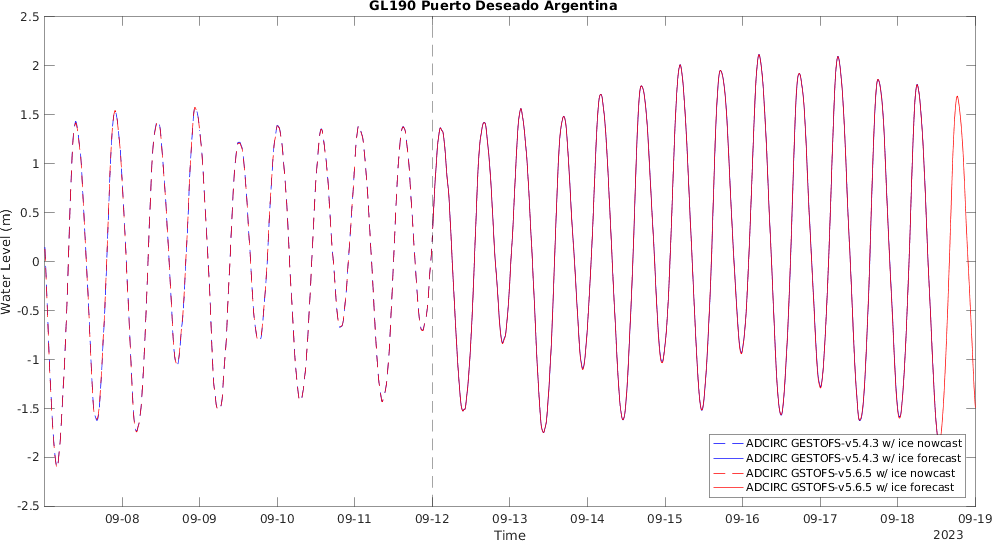 GL190 Puerto Deseado Argentina
2.5
2
1.5
1
0.5
0
-0.5
-1
-1.5
-2
-2.5
Water Level (m)
ADCIRC GESTOFS-v5.4.3 w/ ice nowcast
ADCIRC GESTOFS-v5.4.3 w/ ice forecast
ADCIRC GSTOFS-v5.6.5 w/ ice nowcast
ADCIRC GSTOFS-v5.6.5 w/ ice forecast
09-08 09-09 09-10 09-11 09-12 09-13 09-14 09-15 09-16 09-17 09-18 09-19
Time
2023